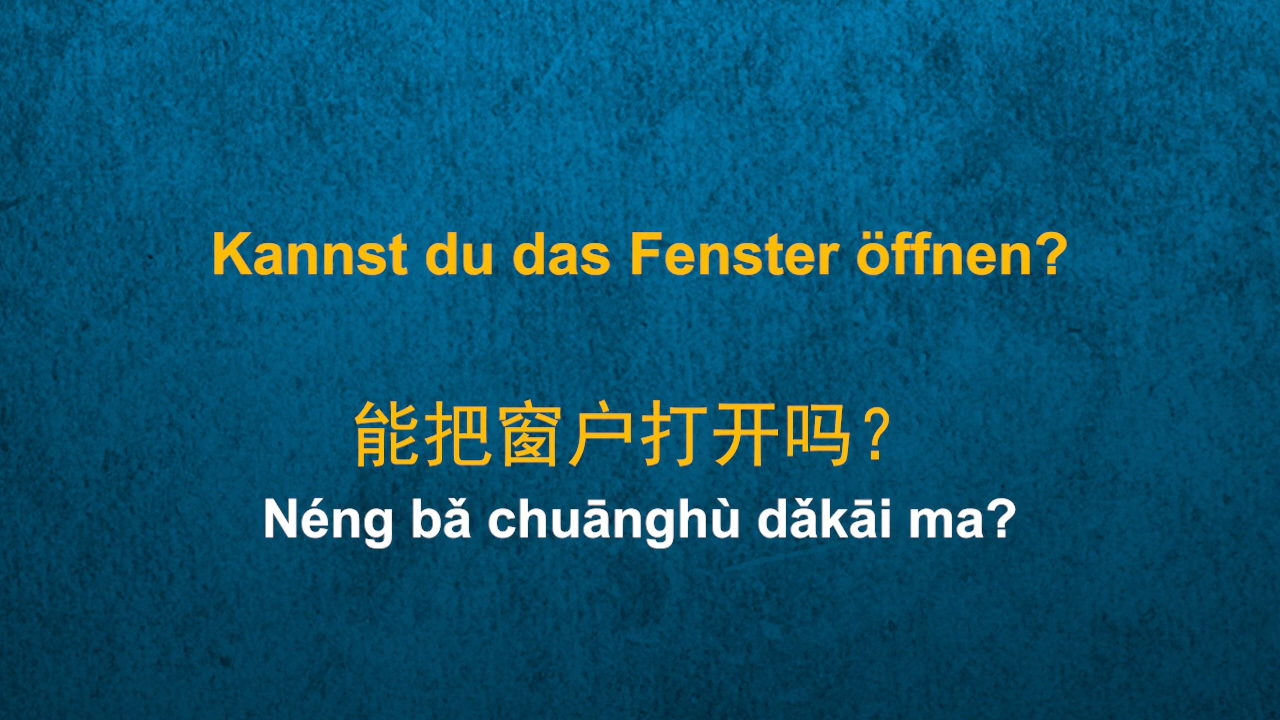 Kannst du das Fenster öffnen?
能把窗户打开吗？
Néng bǎ chuānghù dǎkāi ma?